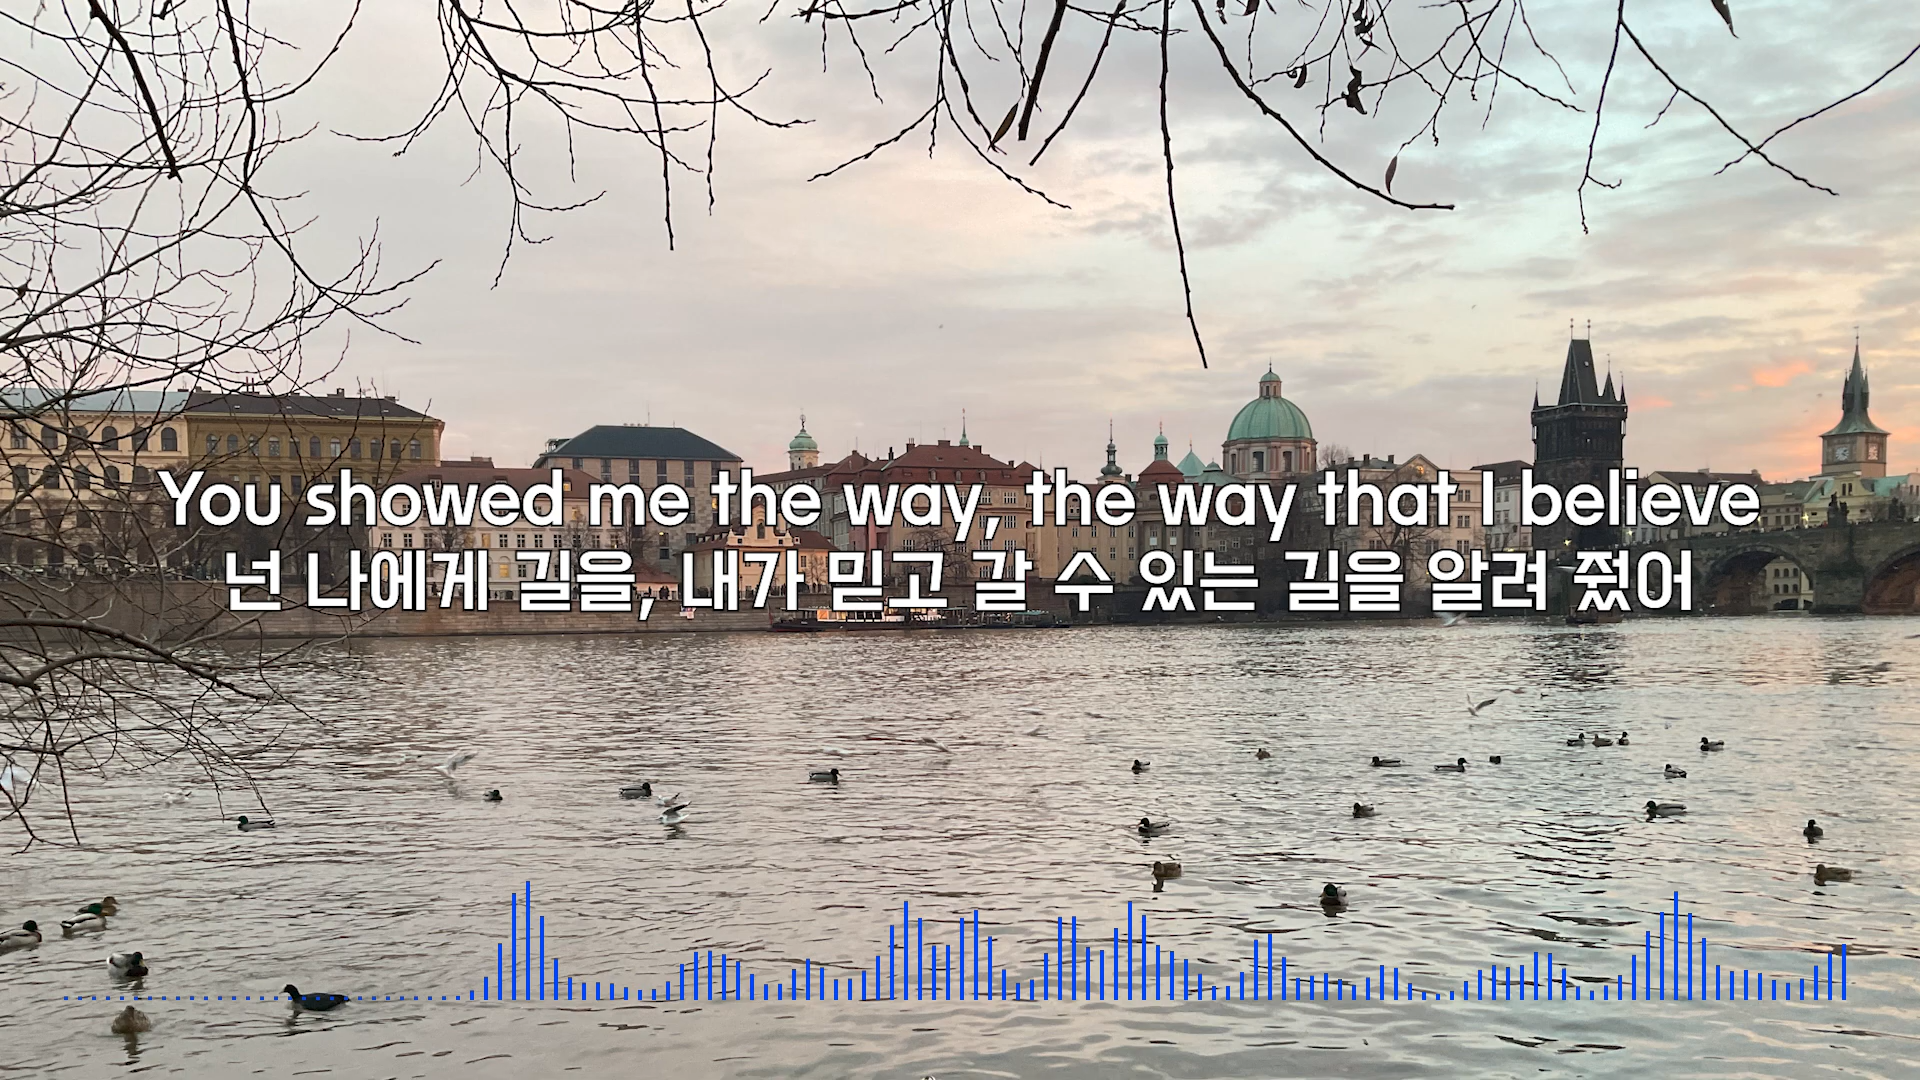 You showed me the way, the way that I believe
넌 나에게 길을, 내가 믿고 갈 수 있는 길을 알려 줬어